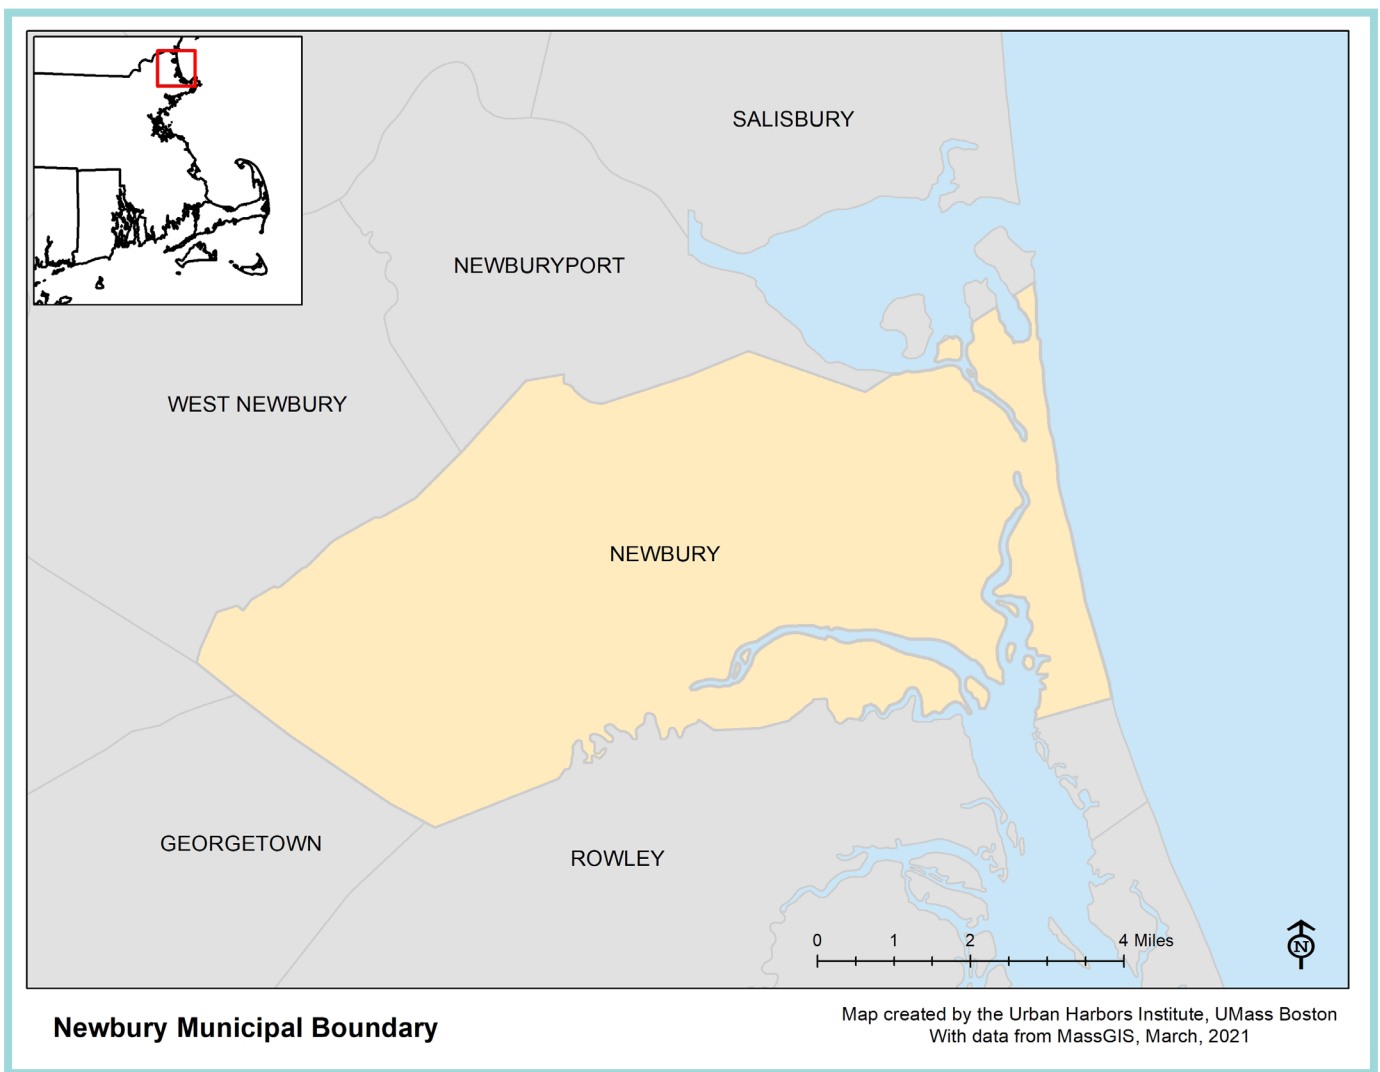 SALISBURY
NEWBURYPORT
WEST NEWBURY
NEWBURY
GEORGETOWN
ROWLEY
0 1 2 4 Miles
N
Newbury Municipal Boundary
Map created by the Urban Harbors Institute, UMass Boston
With data from MassGIS, March, 2021